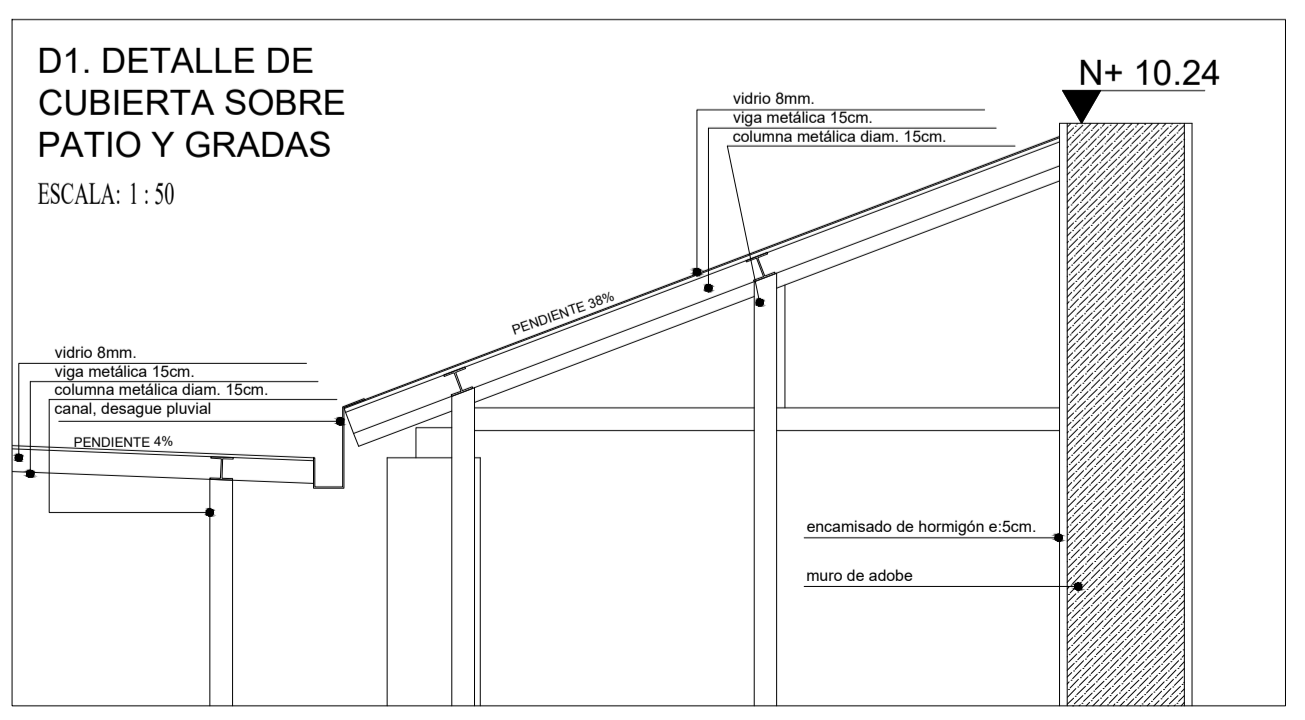 D1. DETALLE DE
CUBIERTA SOBRE
PATIO Y GRADAS
ESCALA: 1 : 50
N+ 10.24
vidrio 8mm.
viga metálica 15cm.
columna metálica diam. 15cm.
PENDIENTE 38%
vidrio 8mm.
viga metálica 15cm.
columna metálica diam. 15cm.
canal, desague pluvial
PENDIENTE 4%
encamisado de hormigón e:5cm.
muro de adobe